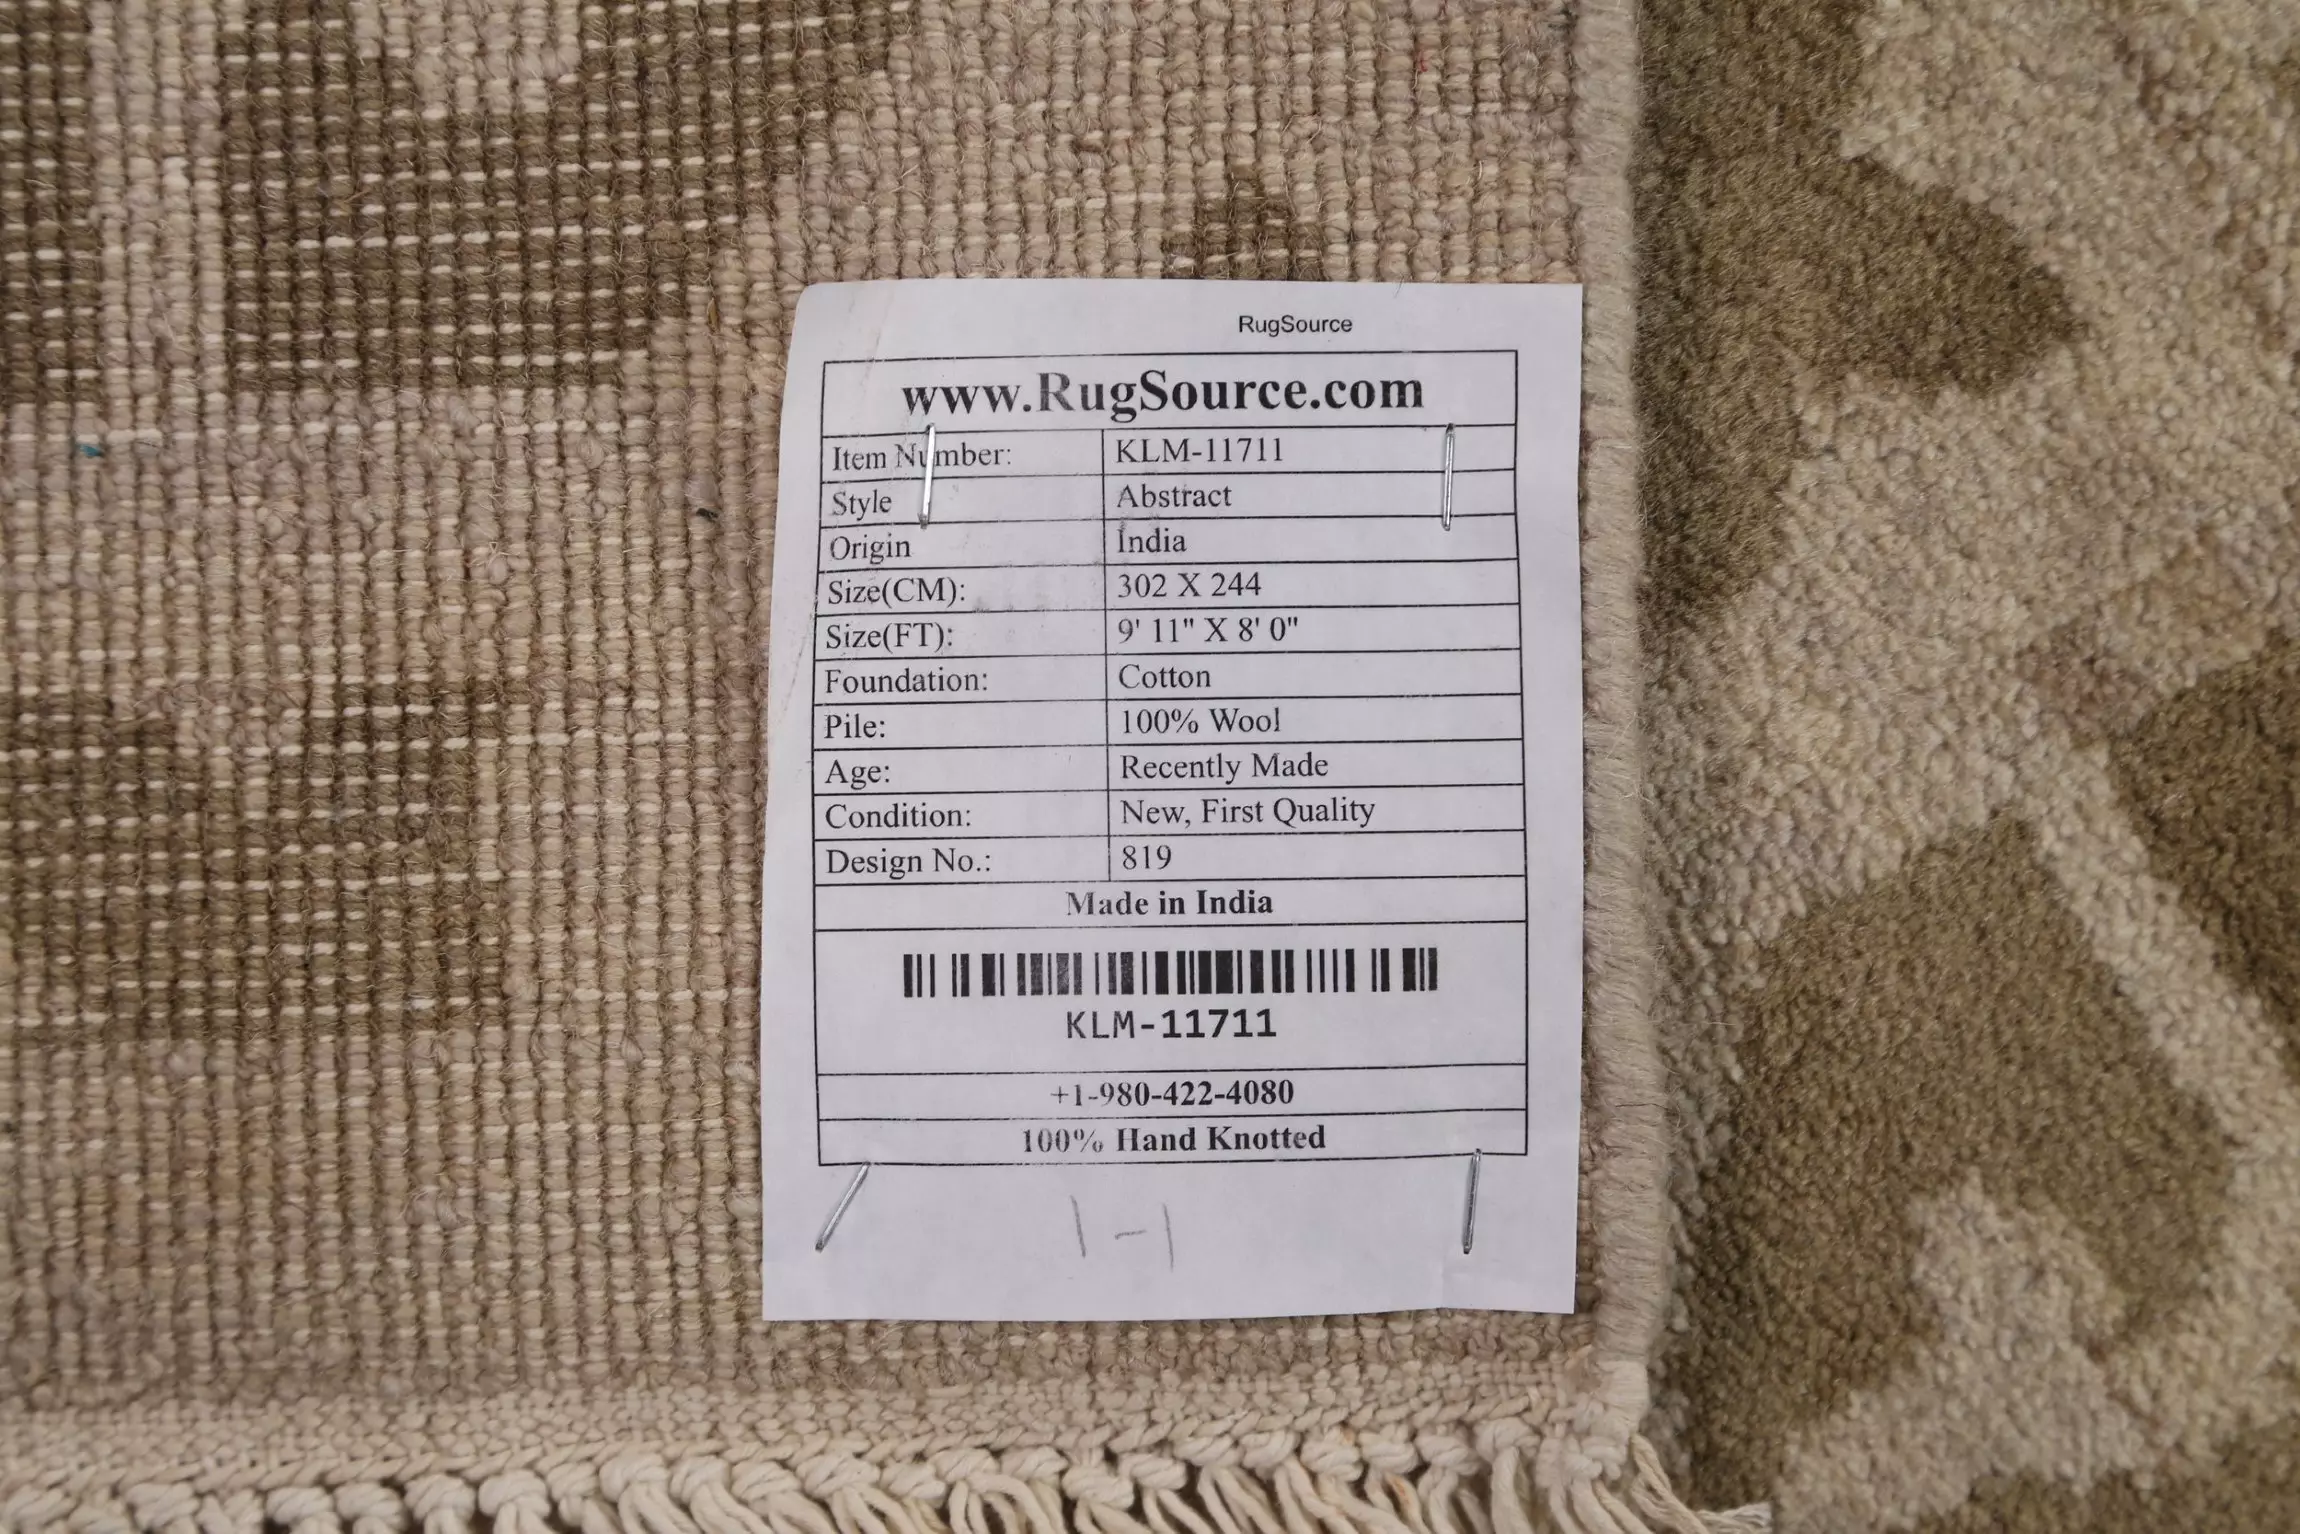 RugSource
www.RugSource.com
Item Number: KLM-11711
Style Abstract
Origin India
Size(CM): 302 X 244
Size(FT): 9' 11" X 8' 0"
Foundation: Cotton
Pile: 100% Wool
Age: Recently Made
Condition: New, First Quality
Design No.: 819
Made in India
KLM-11711
+1-980-422-4080
100% Hand Knotted
1-1